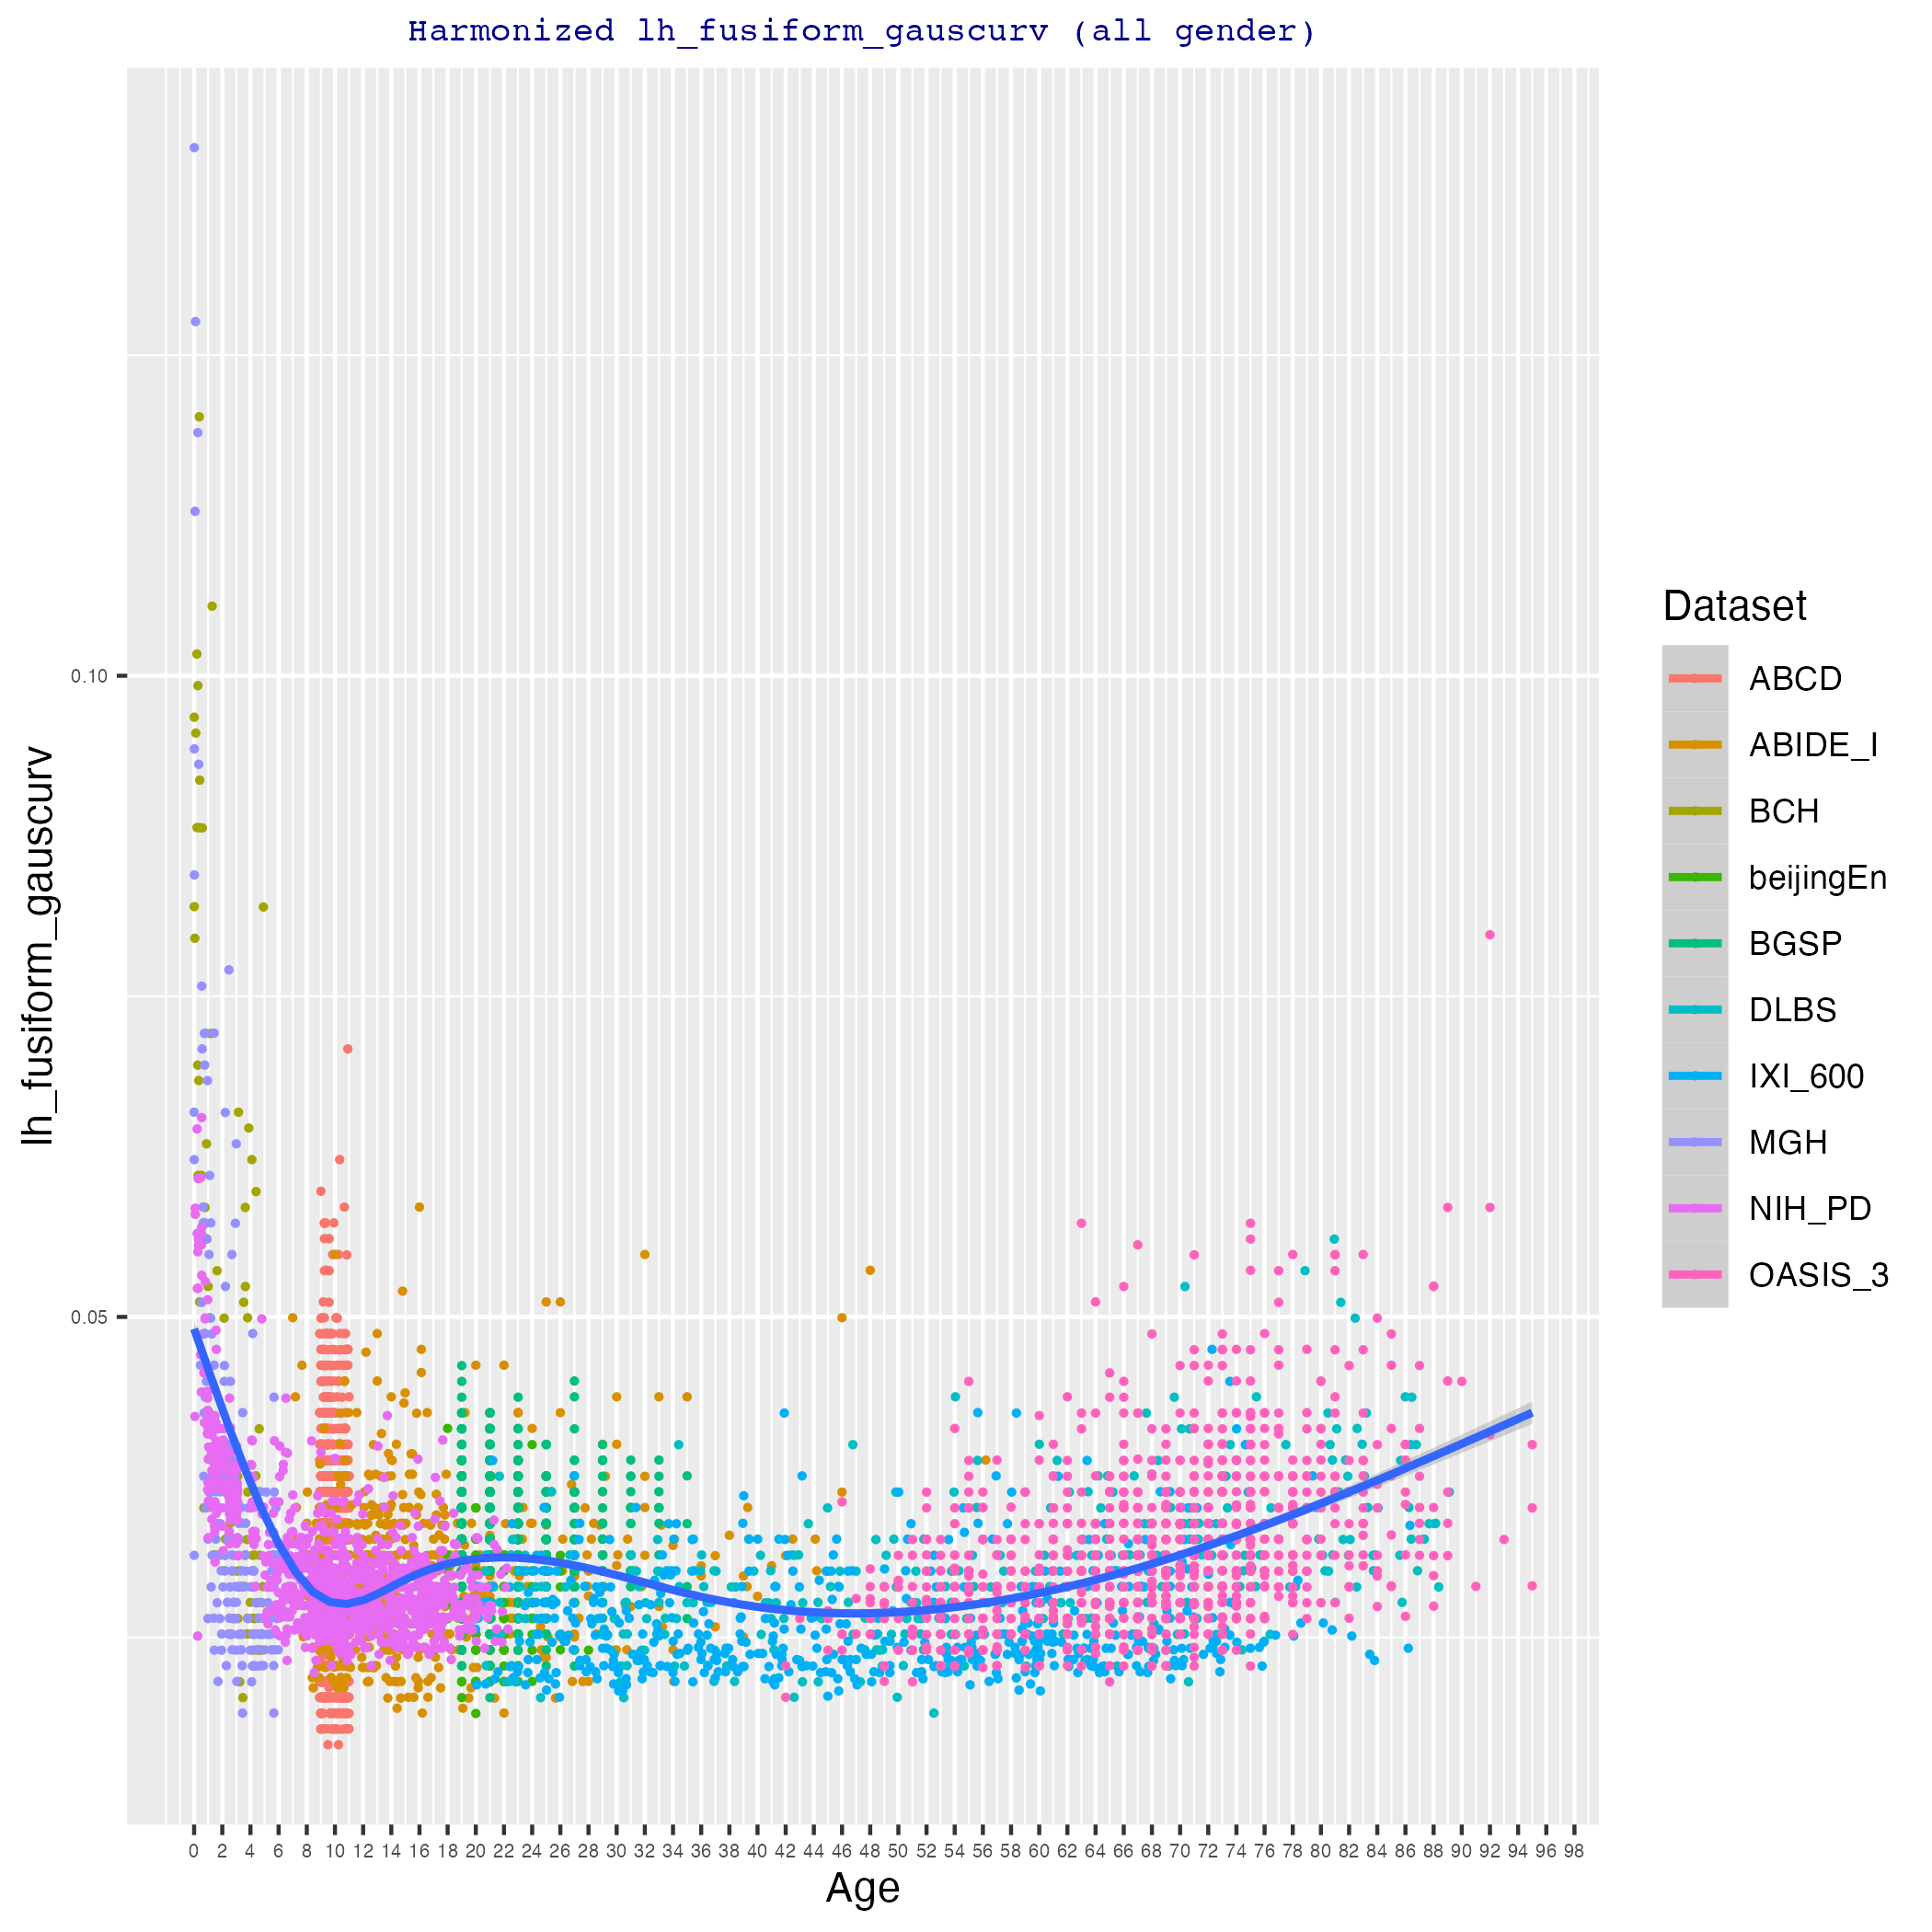 Harmonized lh_fusiform_gauscurv (all gender)
lh_fusiform_gauscurv
0.10
0.05
0 2 4 6 8 10 12 14 16 18 20 22 24 26 28 30 32 34 36 38 40 42 44 46 48 50 52 54 56 58 60 62 64 66 68 70 72 74 76 78 80 82 84 86 88 90 92 94 96 98
Age
Dataset
ABCD
ABIDE_I
BCH
beijingEn
BGSP
DLBS
IXI_600
MGH
NIH_PD
OASIS_3